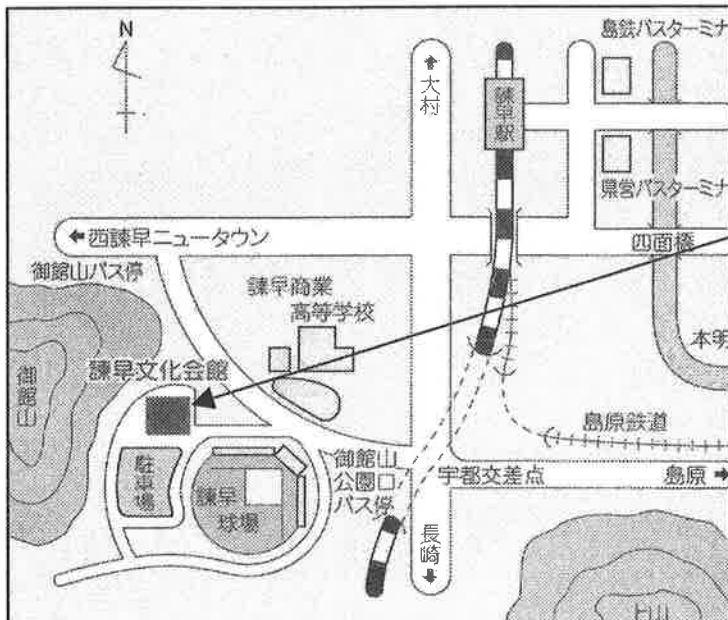 N
島鉄バスターミナ
大村
諫早駅
県営バスターミナ
西諫早ニュータウン
四面橋
御館山バス停
諫早商業
高等学校
本明
諫早文化会館
御館山
島原鉄道
駐車場
諫早
球場
御館山
公園口
バス停
宇都交差点
島原
長崎
上山